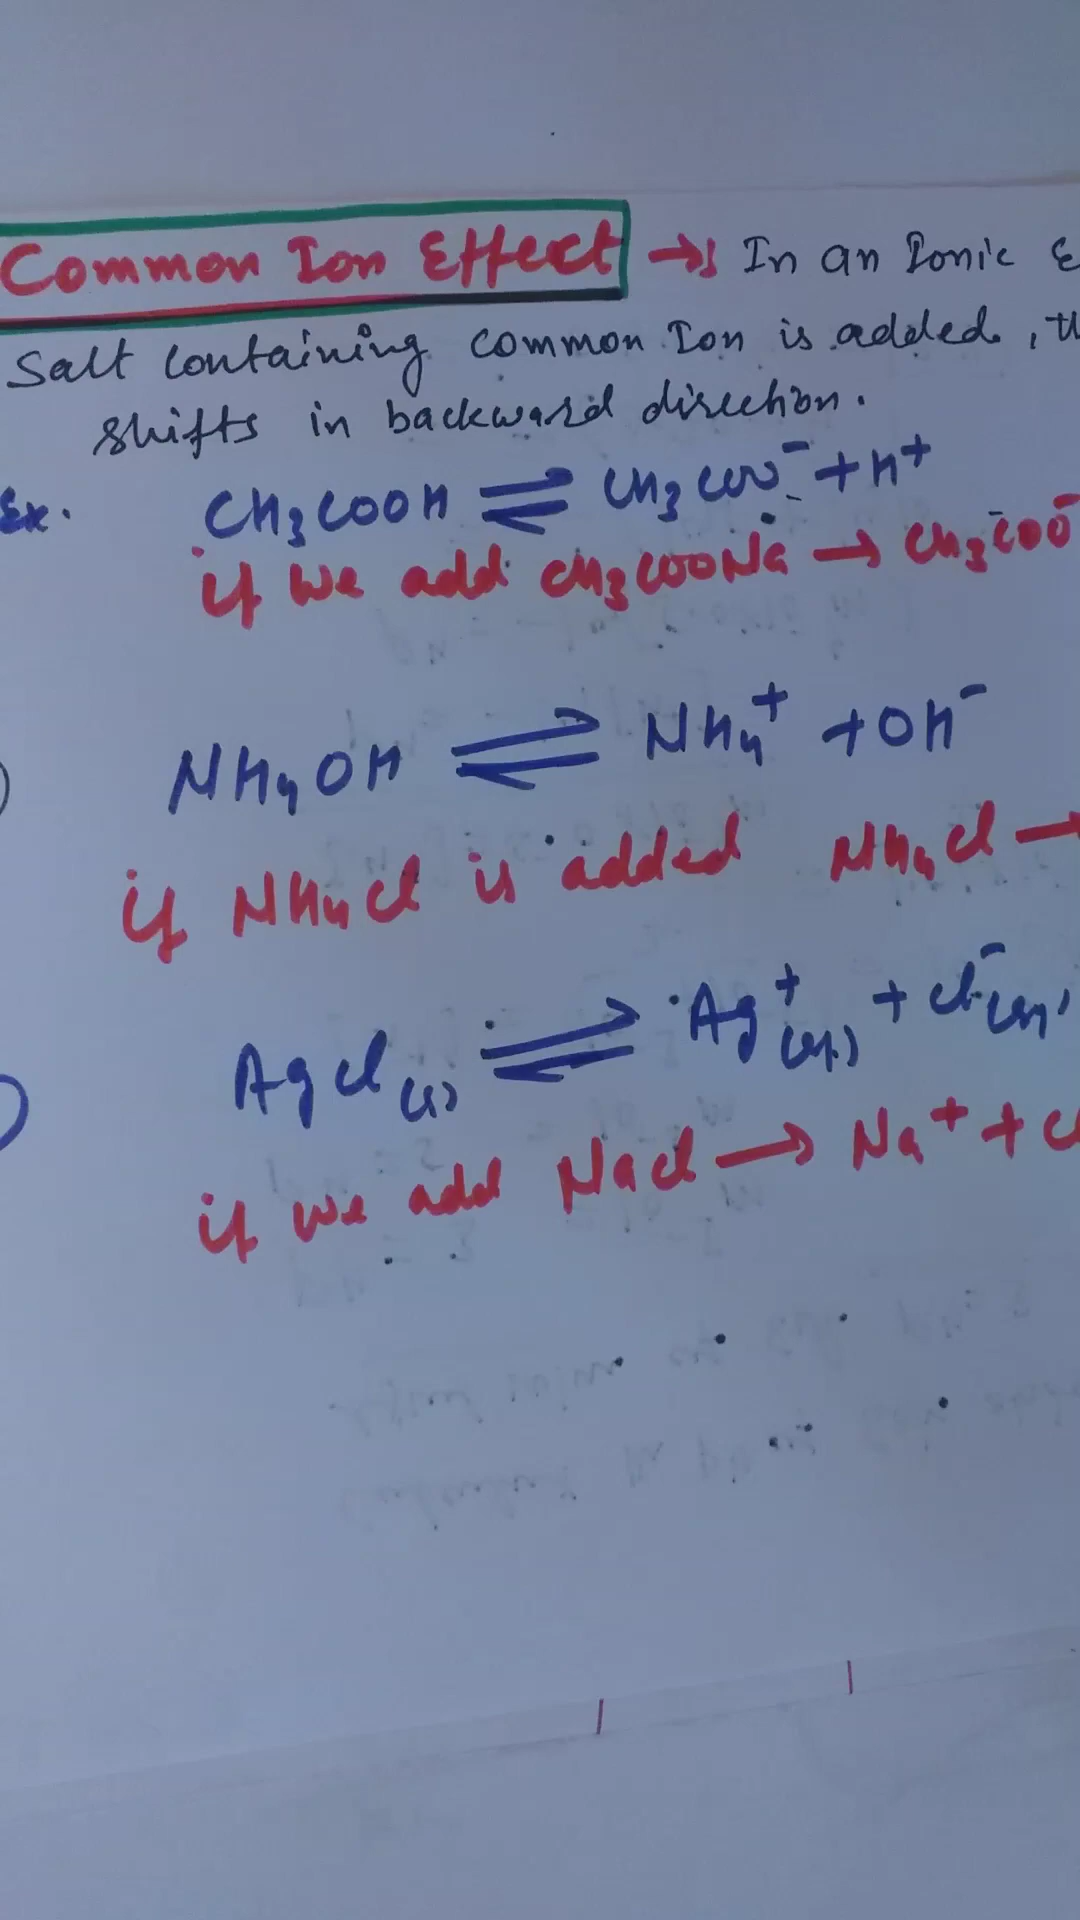 Common Ion Effect → In an Ionic E
Salt containing common Ion is added, th
shifts in backward direction.
Ex. CH₃COOH ⇌ CH₃COO⁻ + H⁺
if we add CH₃COONa → CH₃COO⁻
NH₄OH ⇌ NH₄⁺ + OH⁻
if NH₄Cl is added NH₄Cl →
AgCl(s) ⇌ Ag⁺(aq) + Cl⁻(aq)
if we add NaCl → Na⁺ + Cl